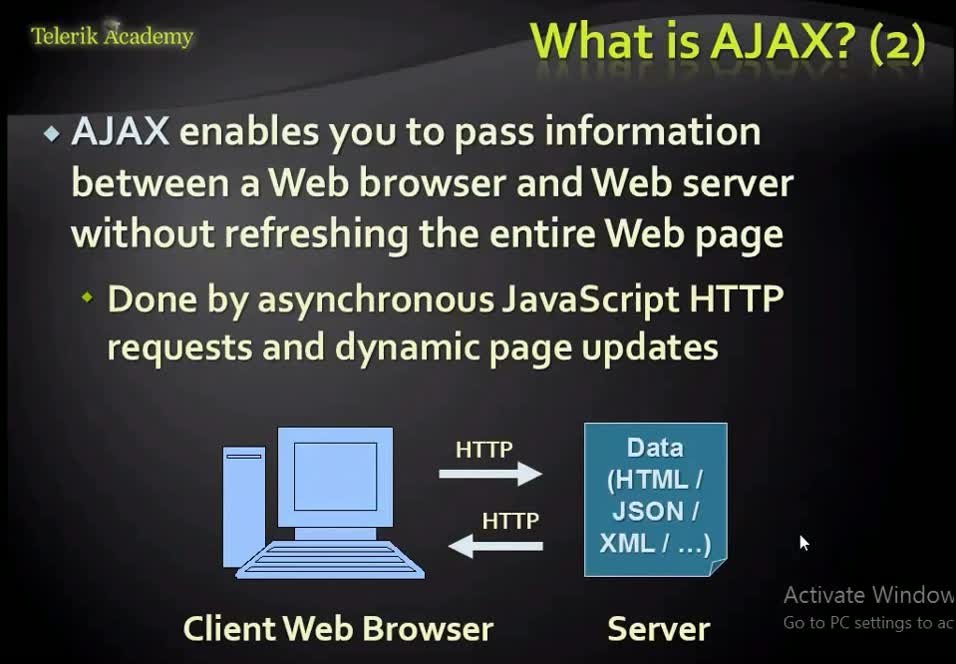 Telerik Academy
What is AJAX? (2)
AJAX enables you to pass information
between a Web browser and Web server
without refreshing the entire Web page
Done by asynchronous JavaScript HTTP
requests and dynamic page updates
HTTP
HTTP
Data
(HTML /
JSON /
XML / ...)
Client Web Browser
Server
Activate Window
Go to PC settings to ac